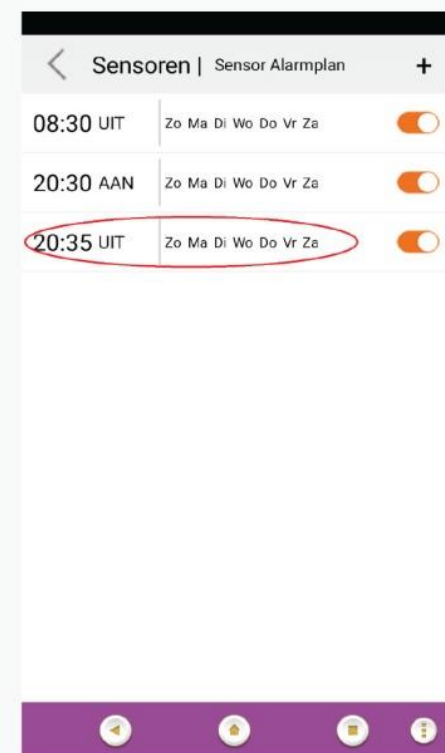 Sensoren | Sensor Alarmplan +
08:30 UIT Zo Ma Di Wo Do Vr Za
20:30 AAN Zo Ma Di Wo Do Vr Za
20:35 UIT Zo Ma Di Wo Do Vr Za